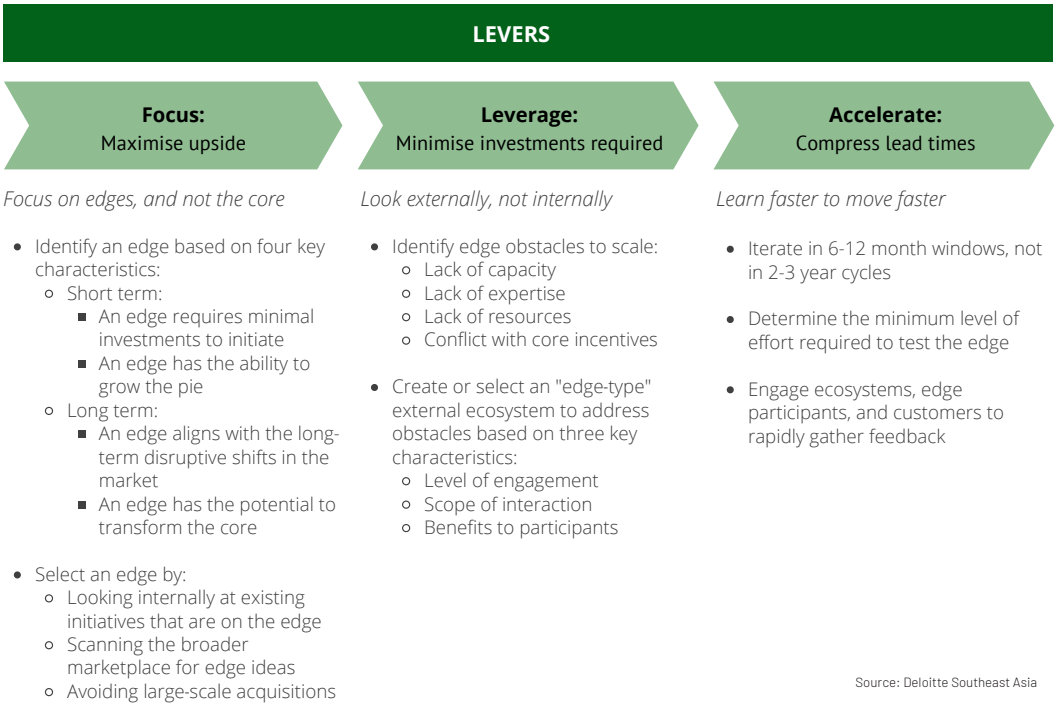 LEVERS
Focus:
Maximise upside
Focus on edges, and not the core
• Identify an edge based on four key
characteristics:
○ Short term:
■ An edge requires minimal
investments to initiate
■ An edge has the ability to
grow the pie
○ Long term:
■ An edge aligns with the long-
term disruptive shifts in the
market
■ An edge has the potential to
transform the core
• Select an edge by:
○ Looking internally at existing
initiatives that are on the edge
○ Scanning the broader
marketplace for edge ideas
○ Avoiding large-scale acquisitions
Leverage:
Minimise investments required
Look externally, not internally
• Identify edge obstacles to scale:
○ Lack of capacity
○ Lack of expertise
○ Lack of resources
○ Conflict with core incentives
• Create or select an "edge-type"
external ecosystem to address
obstacles based on three key
characteristics:
○ Level of engagement
○ Scope of interaction
○ Benefits to participants
Accelerate:
Compress lead times
Learn faster to move faster
• Iterate in 6-12 month windows, not
in 2-3 year cycles
• Determine the minimum level of
effort required to test the edge
• Engage ecosystems, edge
participants, and customers to
rapidly gather feedback
Source: Deloitte Southeast Asia